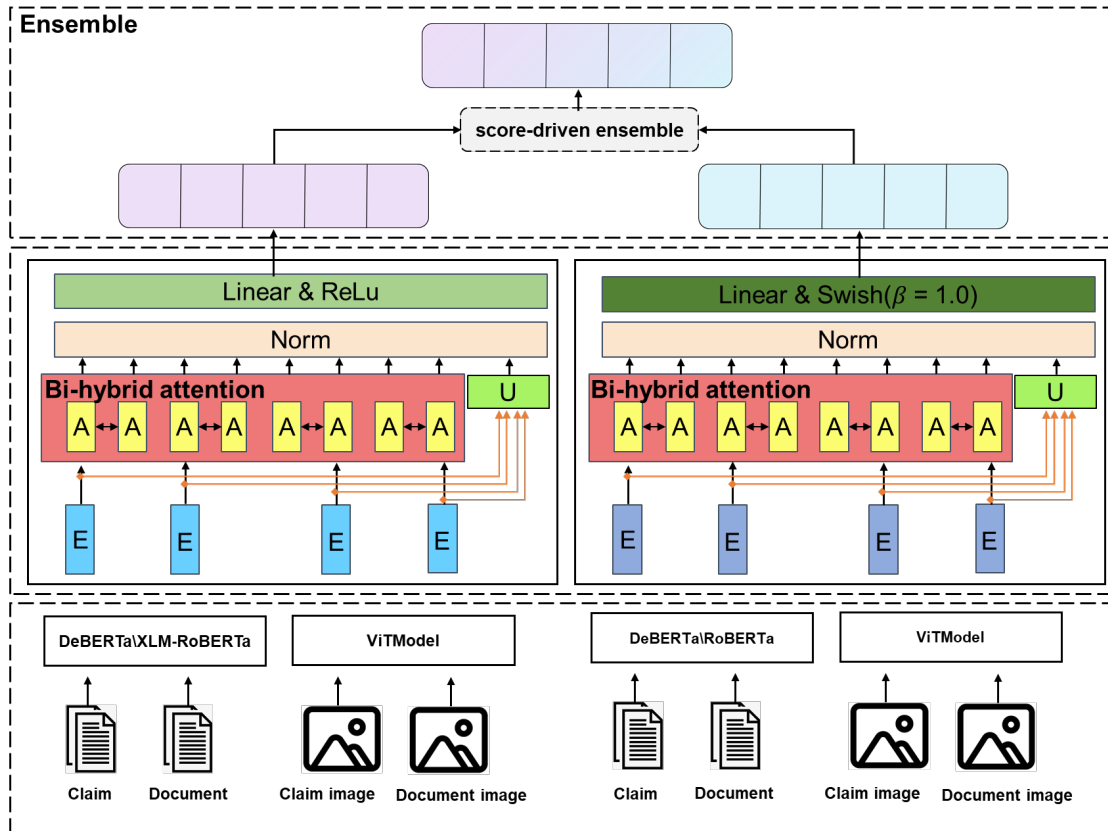 Ensemble
score-driven ensemble
Linear & ReLu
Norm
Bi-hybrid attention
U
A A A A A A A A
E E E E
Linear & Swish(β = 1.0)
Norm
Bi-hybrid attention
U
A A A A A A A A
E E E E
DeBERTa\XLM-RoBERTa
ViTModel
DeBERTa\RoBERTa
ViTModel
Claim
Document
Claim image
Document image
Claim
Document
Claim image
Document image